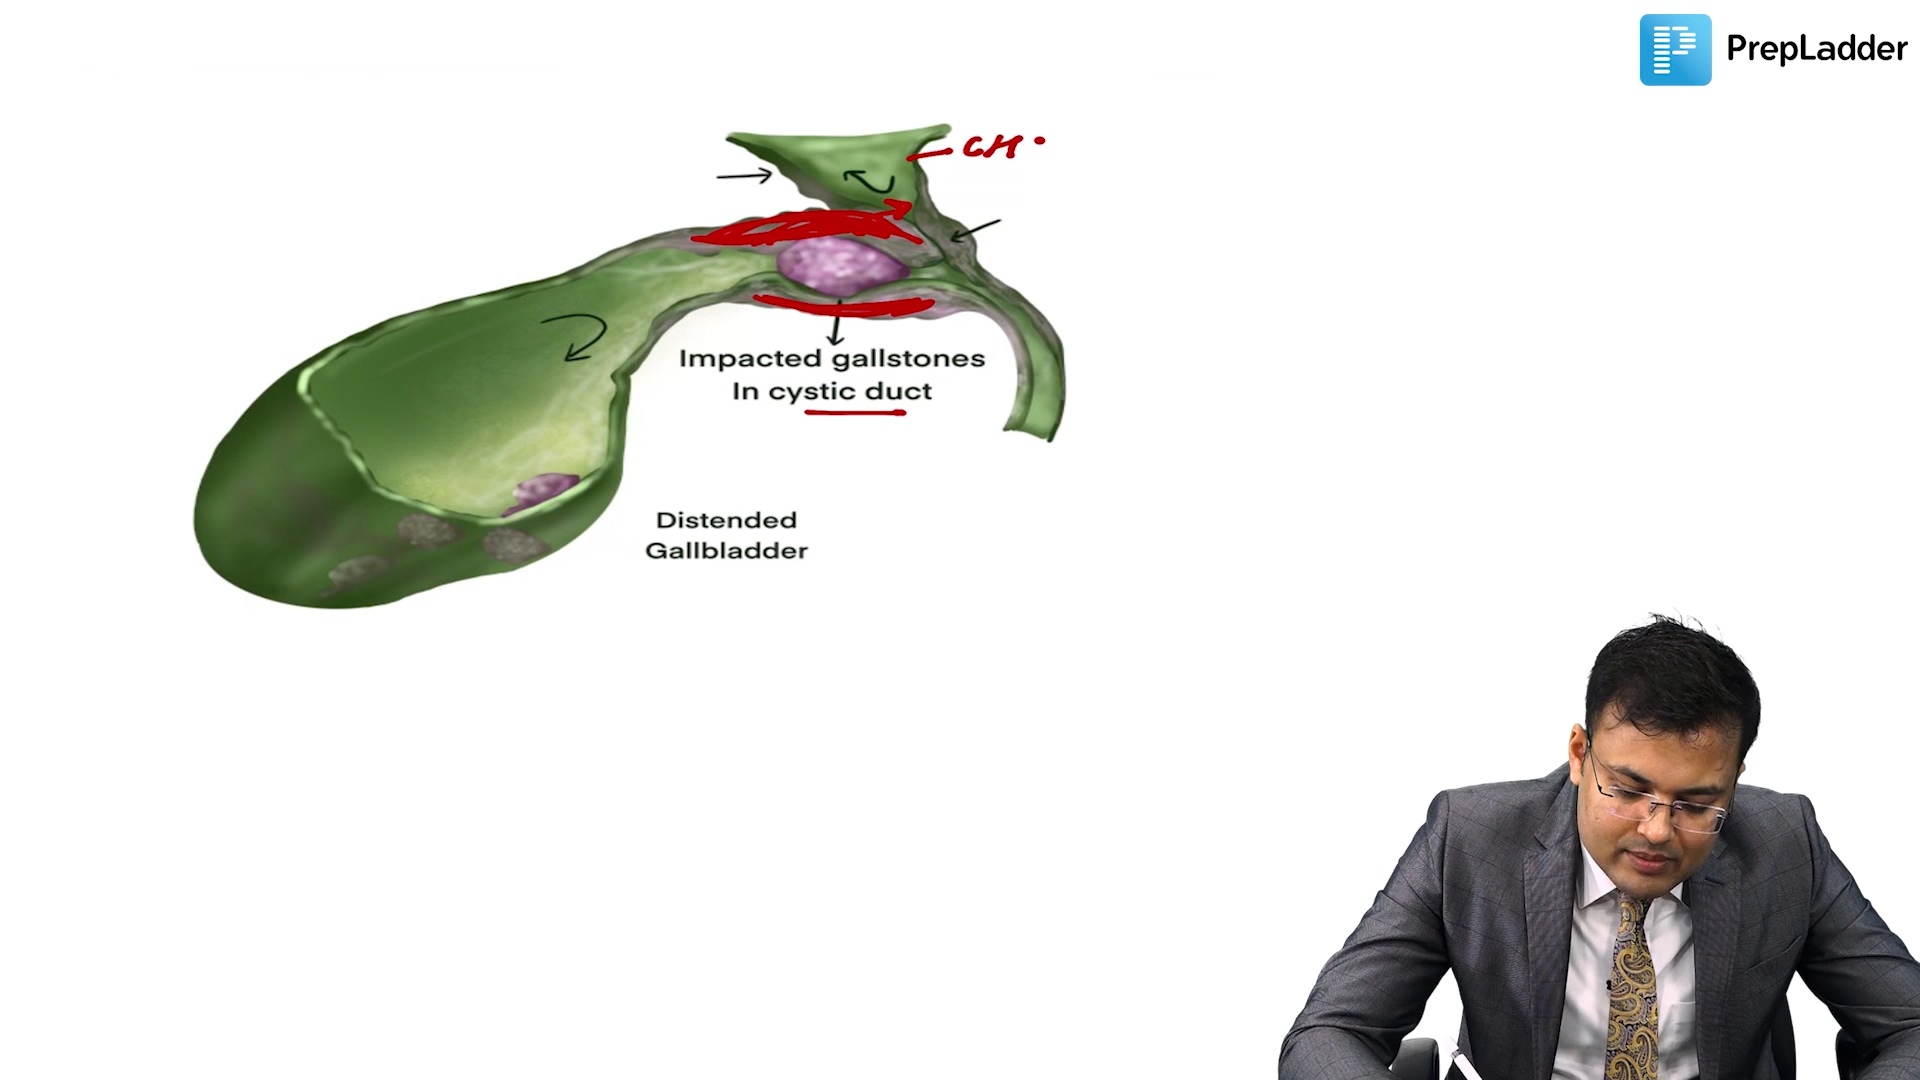 PrepLadder
CH
Impacted gallstones
In cystic duct
Distended
Gallbladder